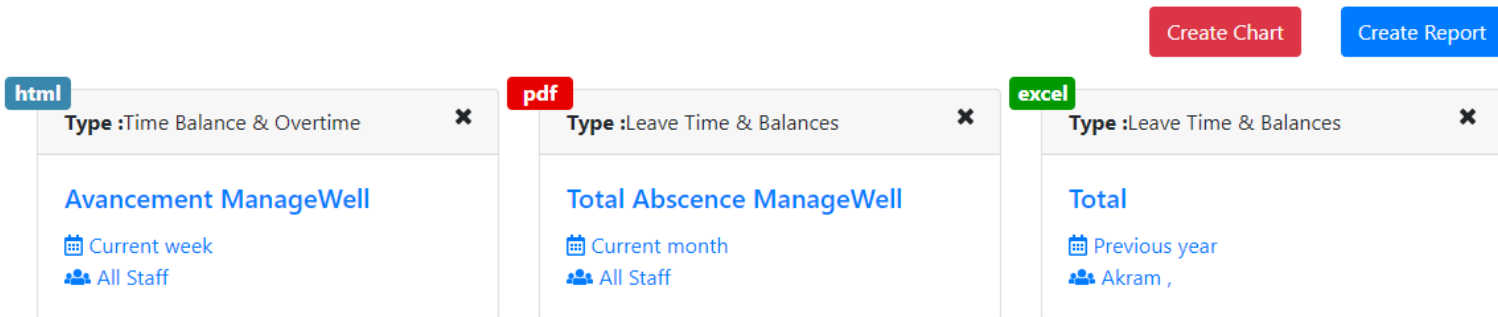 Create Chart
Create Report
html
Type :Time Balance & Overtime
Avancement ManageWell
Current week
All Staff
pdf
Type :Leave Time & Balances
Total Abscence ManageWell
Current month
All Staff
excel
Type :Leave Time & Balances
Total
Previous year
Akram ,